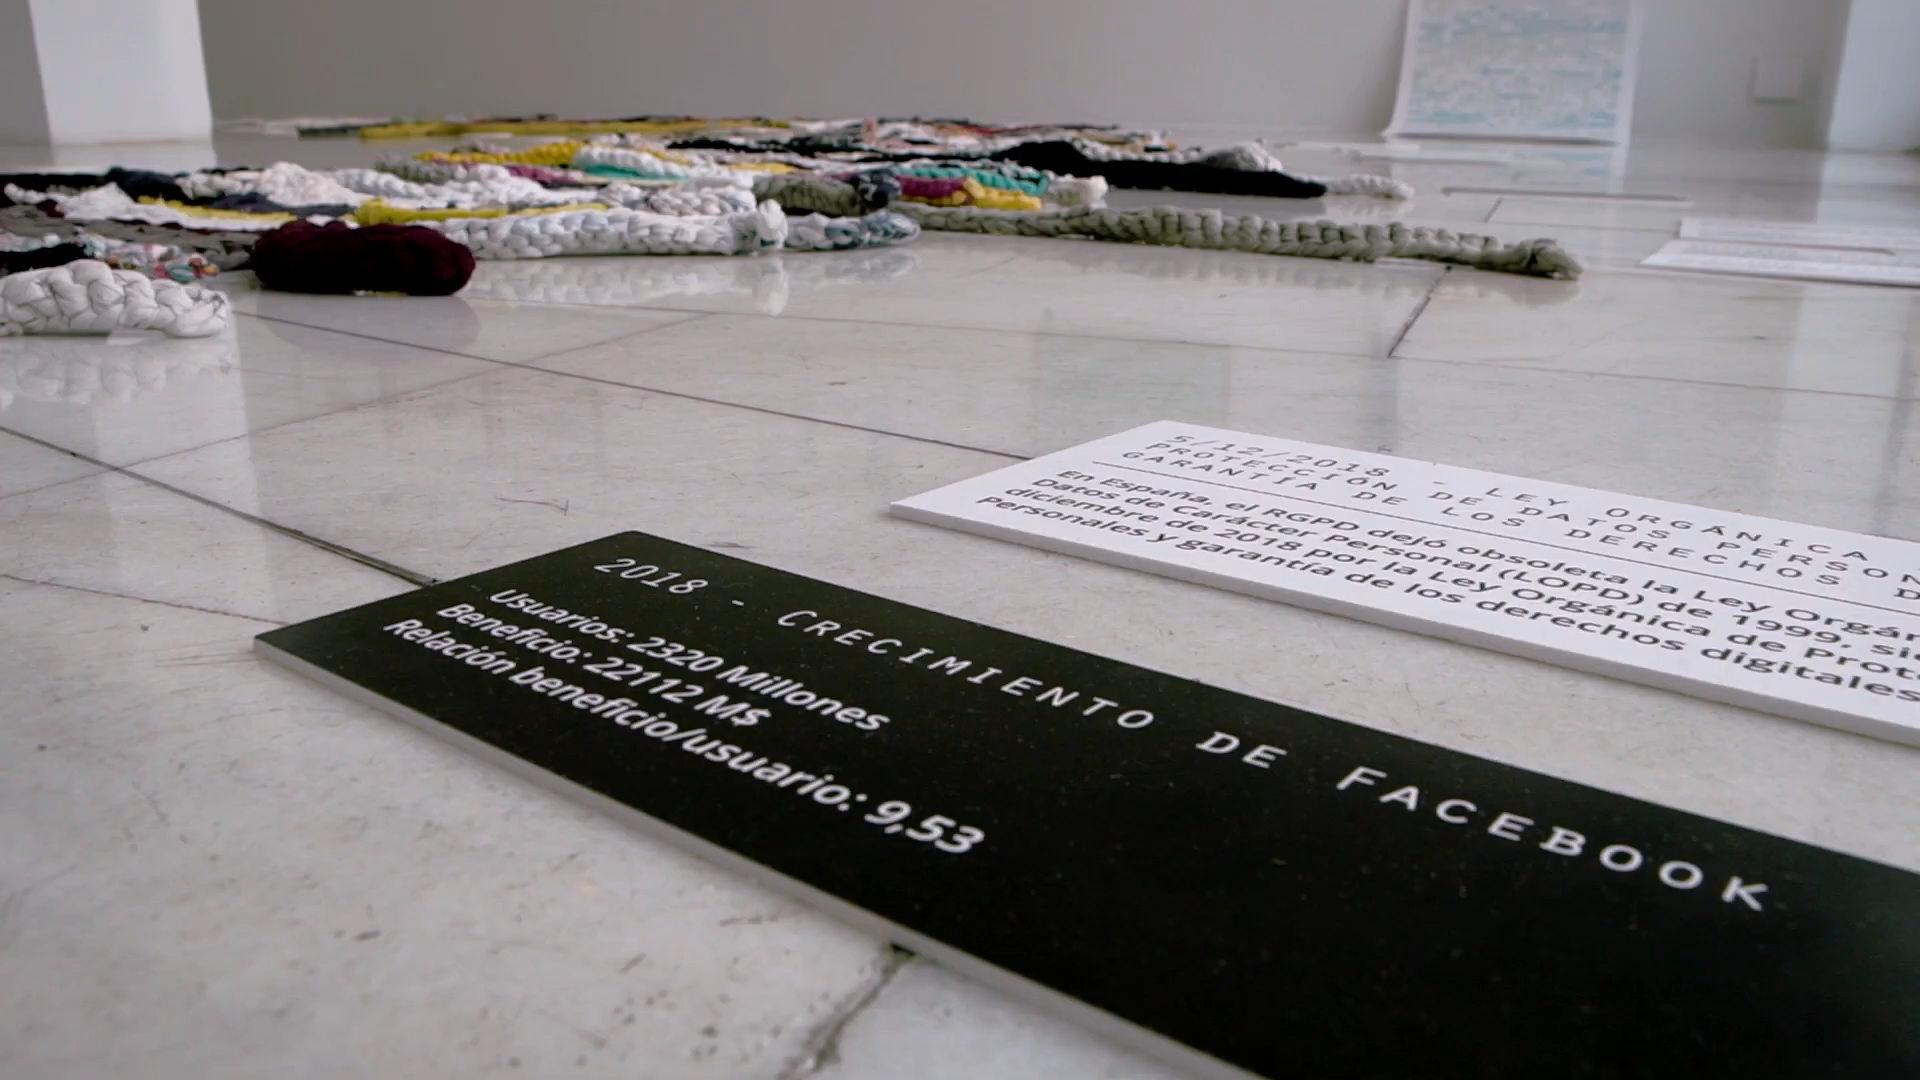 2018 - CRECIMIENTO DE FACEBOOK
Usuarios: 2320 Millones
Beneficio: 22112 M$
Relación beneficio/usuario: 9,53
5/12/2018 - LEY ORGÁNICA
PROTECCIÓN DE DATOS PERSON
GARANTÍA DE LOS DERECHOS D
En España, el RGPD dejó obsoleta la Ley Orgán
Datos de Carácter Personal (LOPD) de 1999, sie
diciembre de 2018 por la Ley Orgánica de Prote
Personales y garantía de los derechos digitales